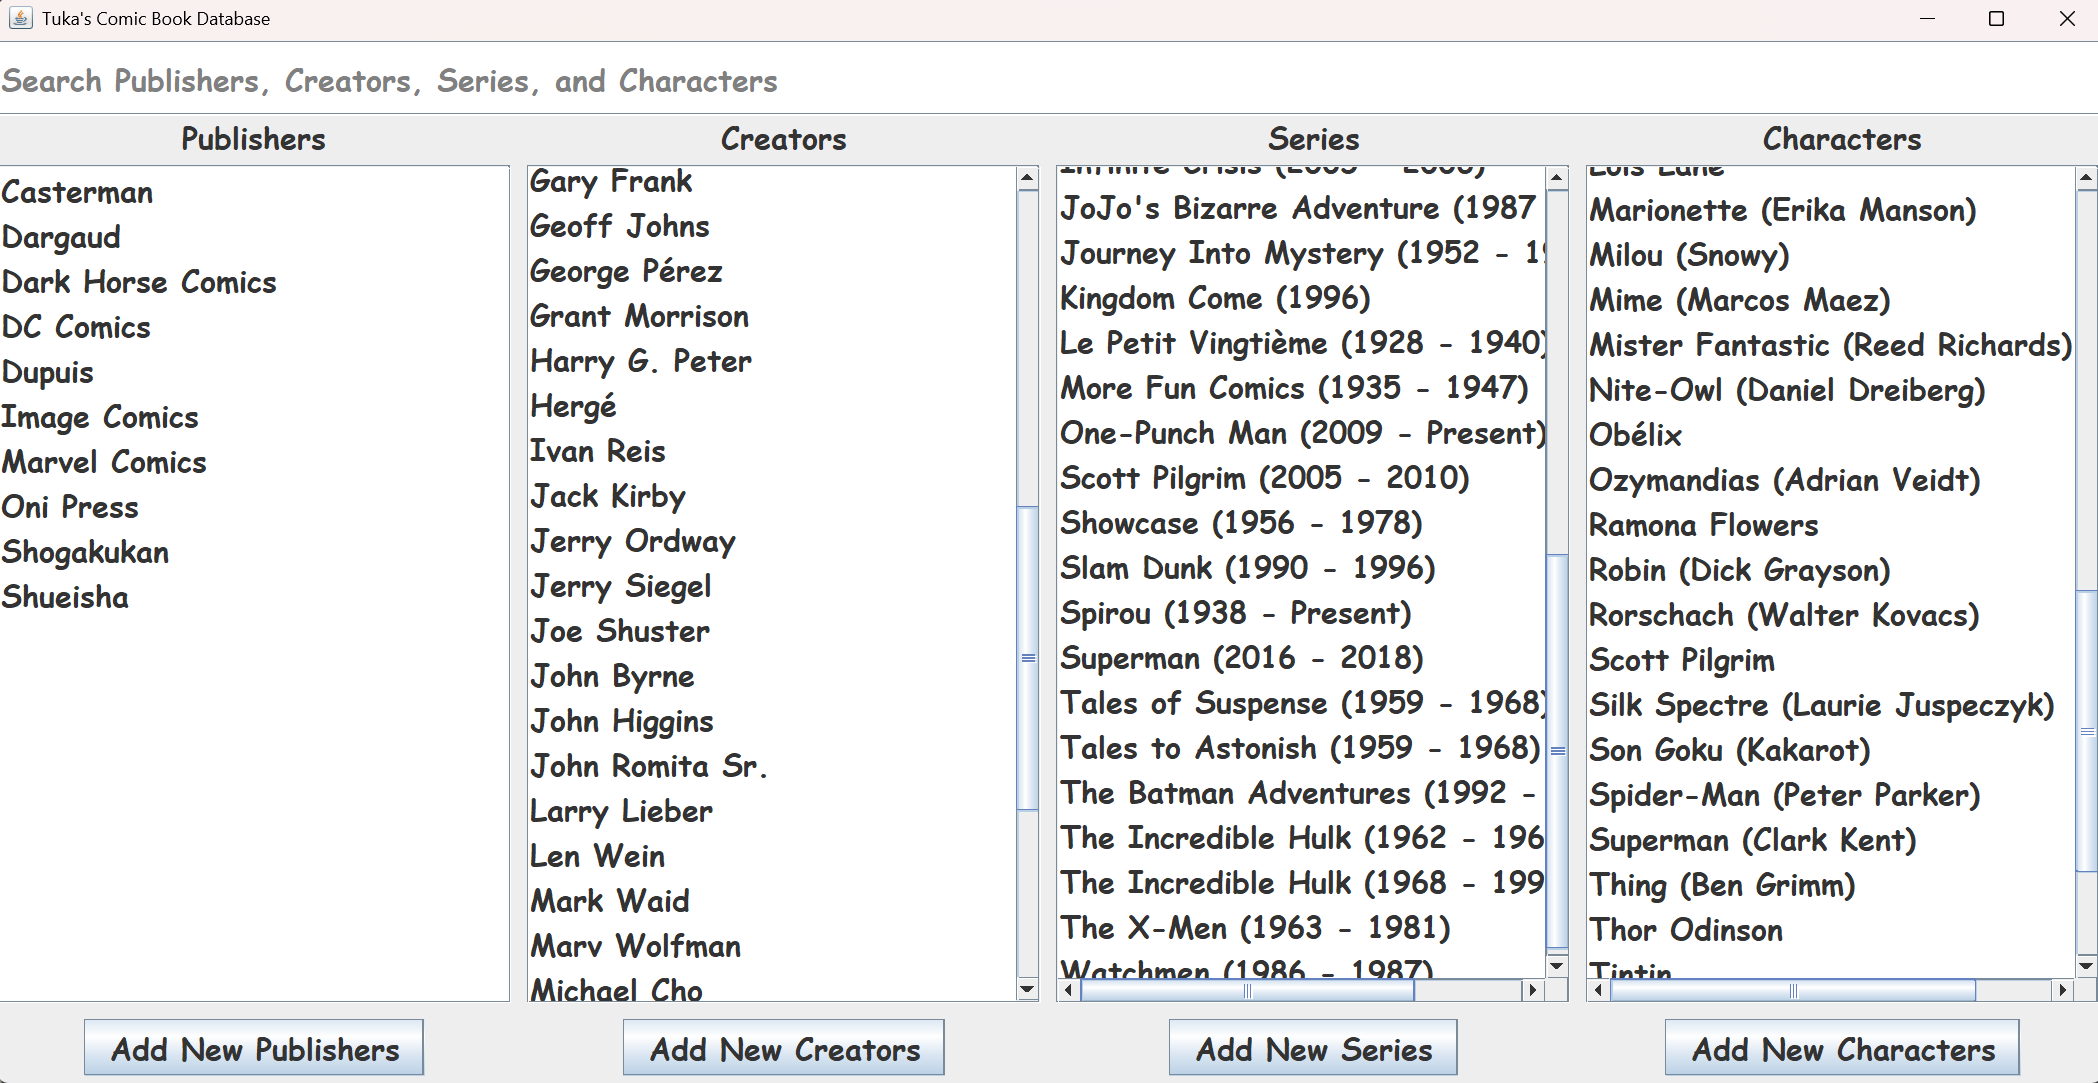 Tuka's Comic Book Database
Search Publishers, Creators, Series, and Characters
Publishers
Casterman
Dargaud
Dark Horse Comics
DC Comics
Dupuis
Image Comics
Marvel Comics
Oni Press
Shogakukan
Shueisha
Add New Publishers
Creators
Gary Frank
Geoff Johns
George Pérez
Grant Morrison
Harry G. Peter
Hergé
Ivan Reis
Jack Kirby
Jerry Ordway
Jerry Siegel
Joe Shuster
John Byrne
John Higgins
John Romita Sr.
Larry Lieber
Len Wein
Mark Waid
Marv Wolfman
Michael Cho
Add New Creators
Series
Infinite Crisis (2005 - 2006)
JoJo's Bizarre Adventure (1987
Journey Into Mystery (1952 - 19
Kingdom Come (1996)
Le Petit Vingtième (1928 - 1940)
More Fun Comics (1935 - 1947)
One-Punch Man (2009 - Present)
Scott Pilgrim (2005 - 2010)
Showcase (1956 - 1978)
Slam Dunk (1990 - 1996)
Spirou (1938 - Present)
Superman (2016 - 2018)
Tales of Suspense (1959 - 1968)
Tales to Astonish (1959 - 1968)
The Batman Adventures (1992 -
The Incredible Hulk (1962 - 196
The Incredible Hulk (1968 - 199
The X-Men (1963 - 1981)
Watchmen (1986 - 1987)
Add New Series
Characters
Lois Lane
Marionette (Erika Manson)
Milou (Snowy)
Mime (Marcos Maez)
Mister Fantastic (Reed Richards)
Nite-Owl (Daniel Dreiberg)
Obélix
Ozymandias (Adrian Veidt)
Ramona Flowers
Robin (Dick Grayson)
Rorschach (Walter Kovacs)
Scott Pilgrim
Silk Spectre (Laurie Juspeczyk)
Son Goku (Kakarot)
Spider-Man (Peter Parker)
Superman (Clark Kent)
Thing (Ben Grimm)
Thor Odinson
Tintin
Add New Characters